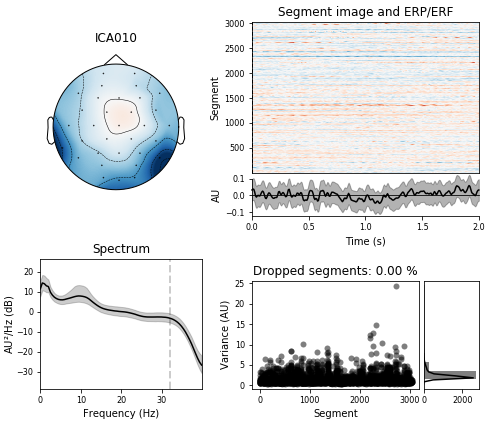 ICA010
Segment image and ERP/ERF
Segment
3000
2500
2000
1500
1000
500
AU
0.1
0.0
−0.1
0.0 0.5 1.0 1.5 2.0
Time (s)
Spectrum
AU²/Hz (dB)
20
10
0
−10
−20
−30
0 10 20 30
Frequency (Hz)
Dropped segments: 0.00 %
Variance (AU)
25
20
15
10
5
0
0 1000 2000 3000
Segment
0 2000